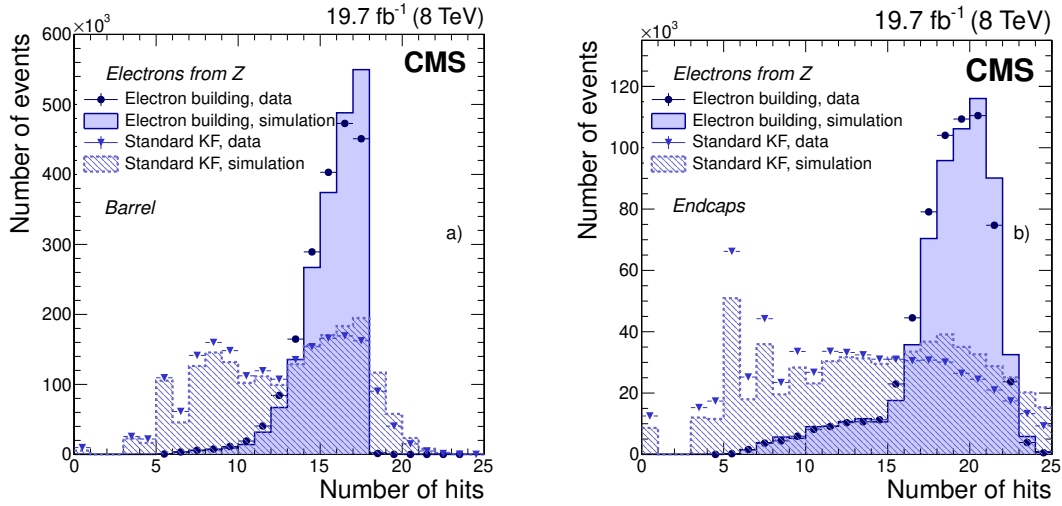 19.7 fb⁻¹ (8 TeV)
×10³
CMS
Electrons from Z
Electron building, data
Electron building, simulation
Standard KF, data
Standard KF, simulation
Barrel
a)
Number of events
600
500
400
300
200
100
0
0 5 10 15 20 25
Number of hits
19.7 fb⁻¹ (8 TeV)
×10³
CMS
Electrons from Z
Electron building, data
Electron building, simulation
Standard KF, data
Standard KF, simulation
Endcaps
b)
Number of events
120
100
80
60
40
20
0
0 5 10 15 20 25
Number of hits